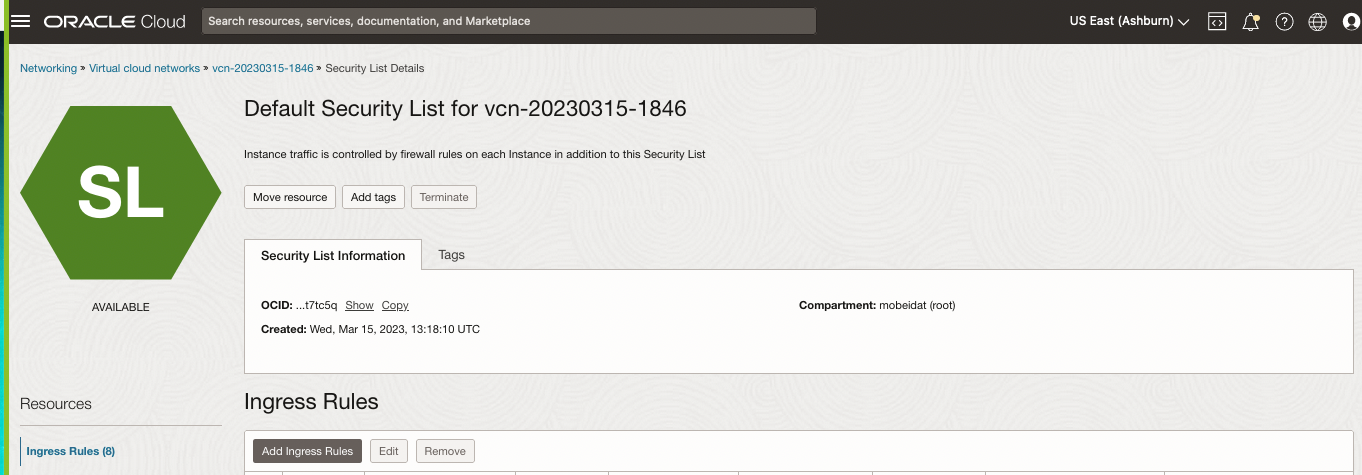 ORACLE Cloud
Search resources, services, documentation, and Marketplace
US East (Ashburn)
Networking » Virtual cloud networks » vcn-20230315-1846 » Security List Details
SL
AVAILABLE
Default Security List for vcn-20230315-1846
Instance traffic is controlled by firewall rules on each Instance in addition to this Security List
Move resource Add tags Terminate
Security List Information Tags
OCID: ...t7tc5q Show Copy
Compartment: mobeidat (root)
Created: Wed, Mar 15, 2023, 13:18:10 UTC
Resources
Ingress Rules (8)
Ingress Rules
Add Ingress Rules Edit Remove